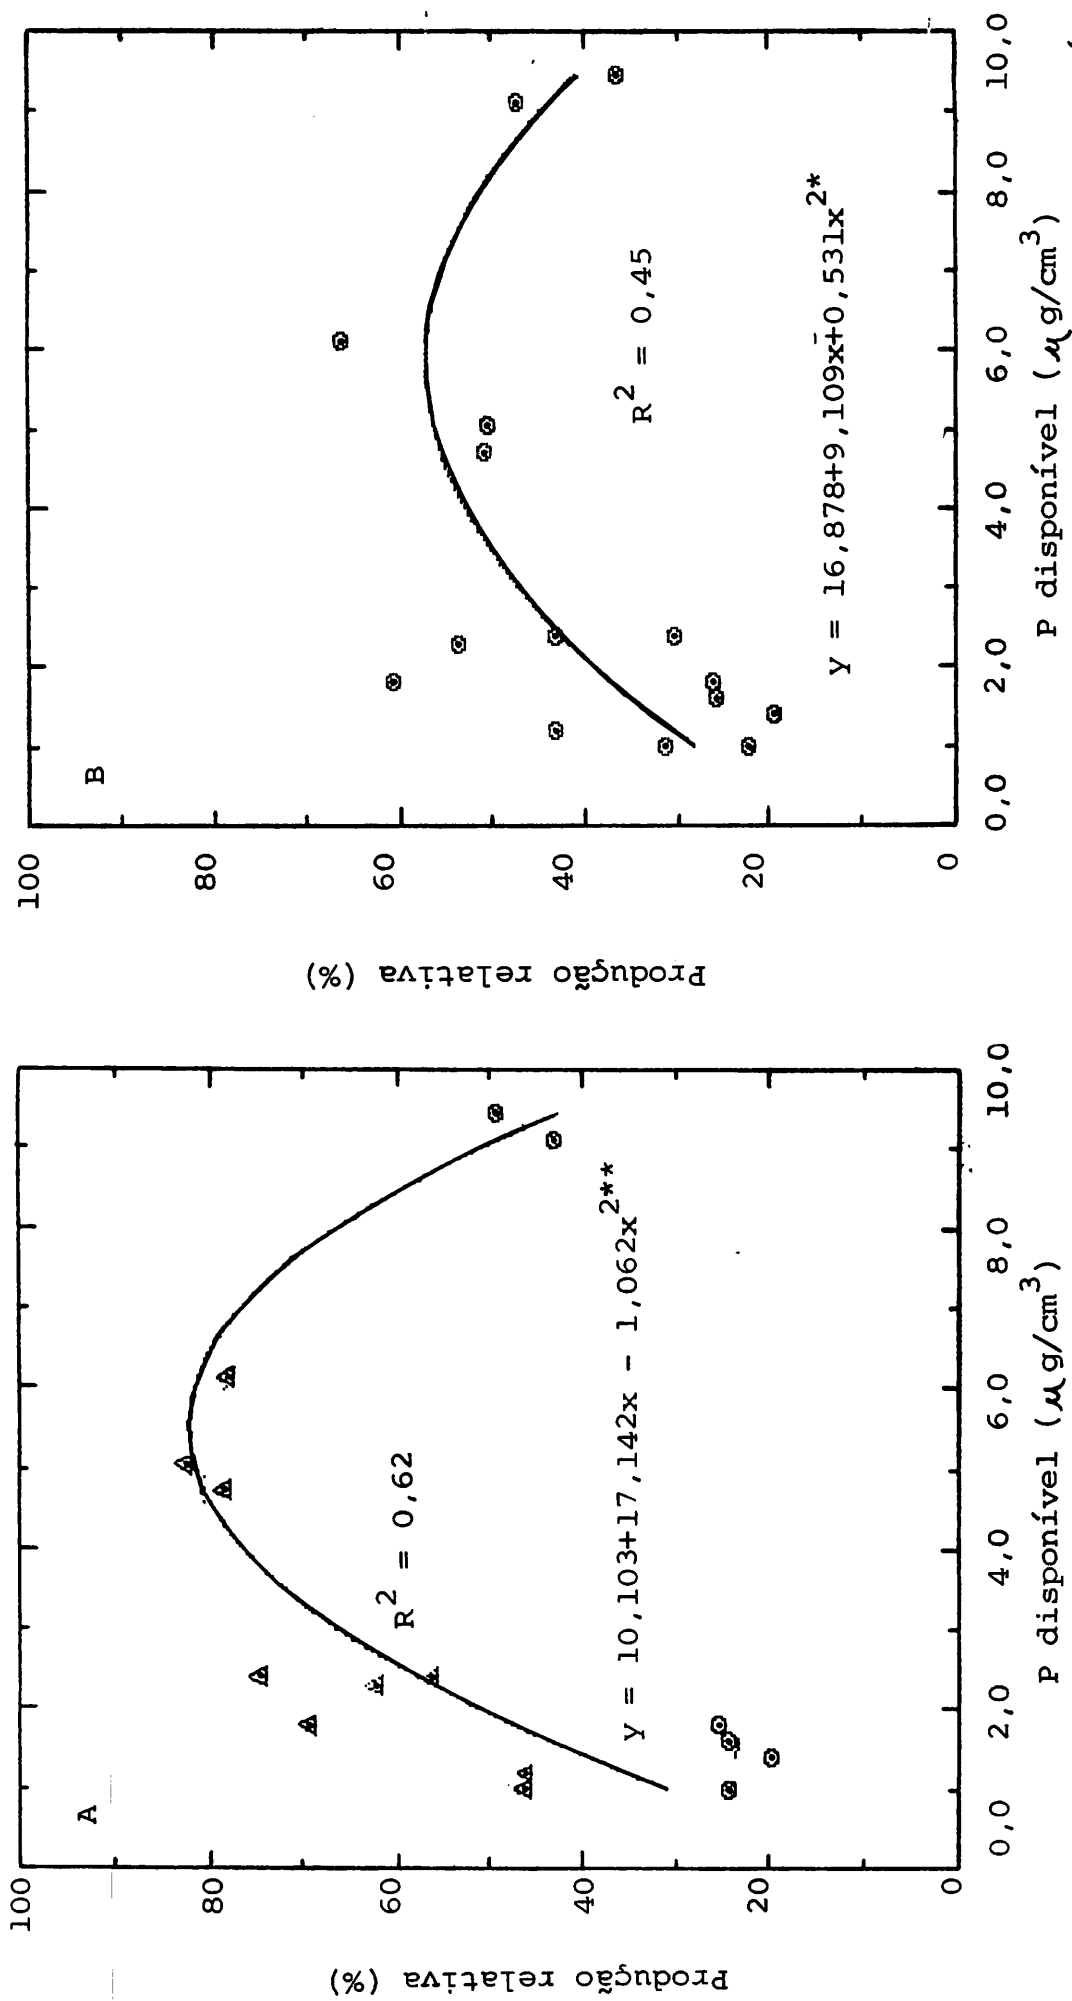 A
Produção relativa (%)
100
80
60
40
20
0
R² = 0,62
y = 10,103+17,142x - 1,062x²**
0,0 2,0 4,0 6,0 8,0 10,0
P disponível (µg/cm³)
B
Produção relativa (%)
100
60
40
20
0
R² = 0,45
y = 16,878+9,109x-+0,531x²*
0,0 2,0 4,0 6,0 8,0 10,0
P disponível (µg/cm³)